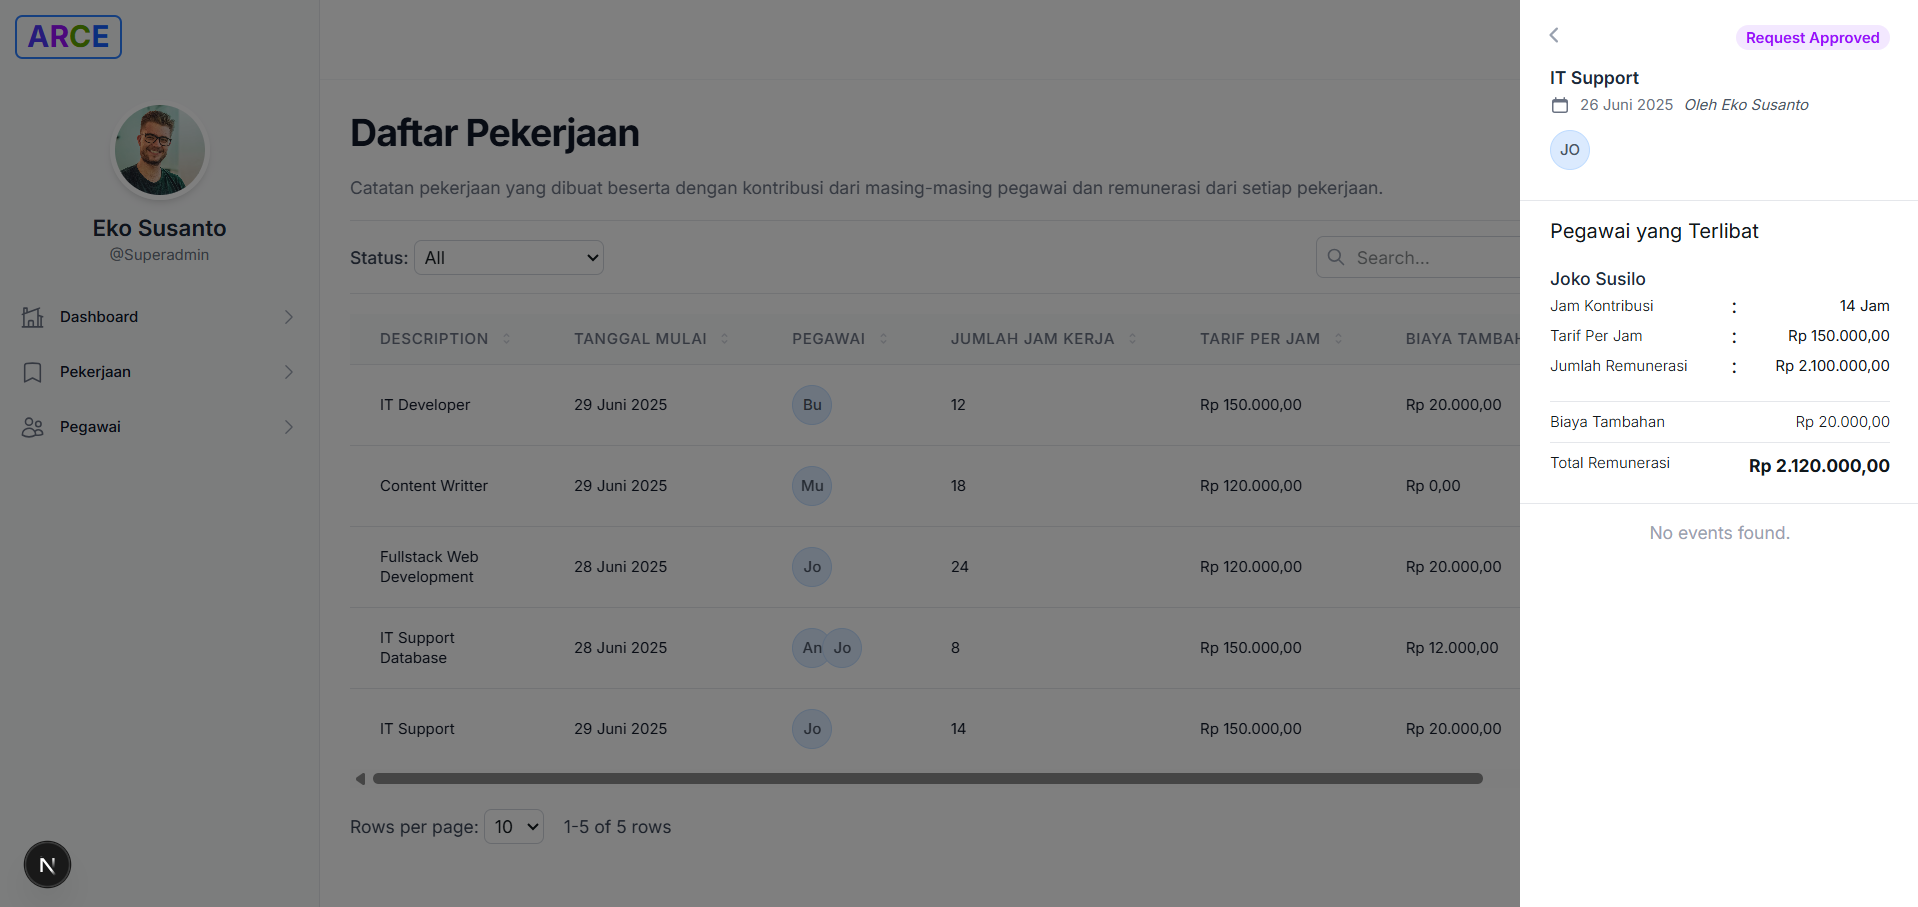 ARCE
Eko Susanto
@Superadmin
Dashboard
Pekerjaan
Pegawai
N
Daftar Pekerjaan
Catatan pekerjaan yang dibuat beserta dengan kontribusi dari masing-masing pegawai dan remunerasi dari setiap pekerjaan.
Status: All
Search...
DESCRIPTION TANGGAL MULAI PEGAWAI JUMLAH JAM KERJA TARIF PER JAM BIAYA TAMBAH
IT Developer 29 Juni 2025 Bu 12 Rp 150.000,00 Rp 20.000,00
Content Writter 29 Juni 2025 Mu 18 Rp 120.000,00 Rp 0,00
Fullstack Web
Development 28 Juni 2025 Jo 24 Rp 120.000,00 Rp 20.000,00
IT Support
Database 28 Juni 2025 An Jo 8 Rp 150.000,00 Rp 12.000,00
IT Support 29 Juni 2025 Jo 14 Rp 150.000,00 Rp 20.000,00
Rows per page: 10 1-5 of 5 rows
Request Approved
IT Support
26 Juni 2025 Oleh Eko Susanto
JO
Pegawai yang Terlibat
Joko Susilo
Jam Kontribusi : 14 Jam
Tarif Per Jam : Rp 150.000,00
Jumlah Remunerasi : Rp 2.100.000,00
Biaya Tambahan Rp 20.000,00
Total Remunerasi Rp 2.120.000,00
No events found.